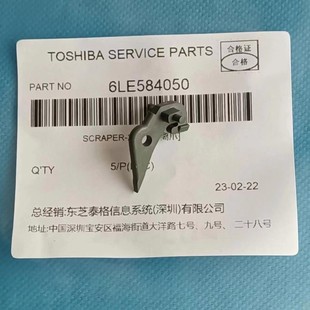 TOSHIBA SERVICE PARTS
合格证
合格
PART NO 6LE584050
SCRAPER-
Q'TY 5/P(
23-02-22
总经销:东芝泰格信息系统(深圳)有限公司
地址:中国深圳宝安区福海街道大洋路七号、九号、二十八号